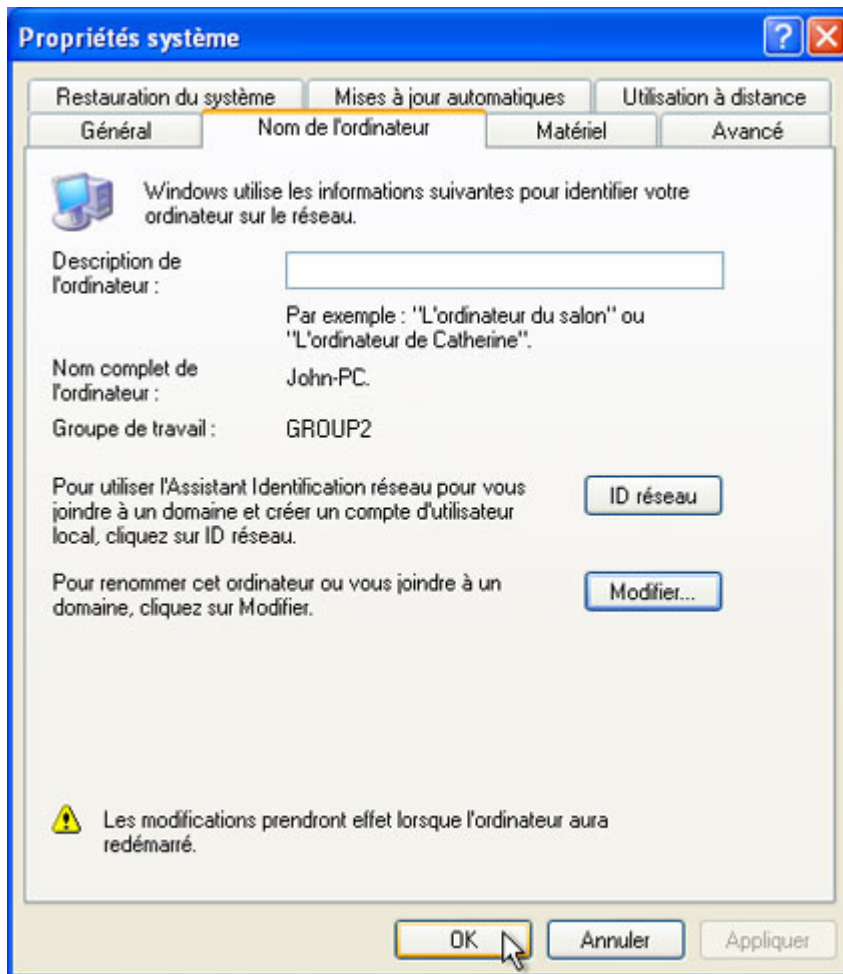 Propriétés système
Restauration du système
Mises à jour automatiques
Utilisation à distance
Général
Nom de l'ordinateur
Matériel
Avancé
Windows utilise les informations suivantes pour identifier votre
ordinateur sur le réseau.
Description de
l'ordinateur :
Par exemple : "L'ordinateur du salon" ou
"L'ordinateur de Catherine".
Nom complet de
l'ordinateur :
John-PC.
Groupe de travail :
GROUP2
Pour utiliser l'Assistant Identification réseau pour vous
joindre à un domaine et créer un compte d'utilisateur
local, cliquez sur ID réseau.
ID réseau
Pour renommer cet ordinateur ou vous joindre à un
domaine, cliquez sur Modifier.
Modifier...
Les modifications prendront effet lorsque l'ordinateur aura
redémarré.
OK
Annuler
Appliquer